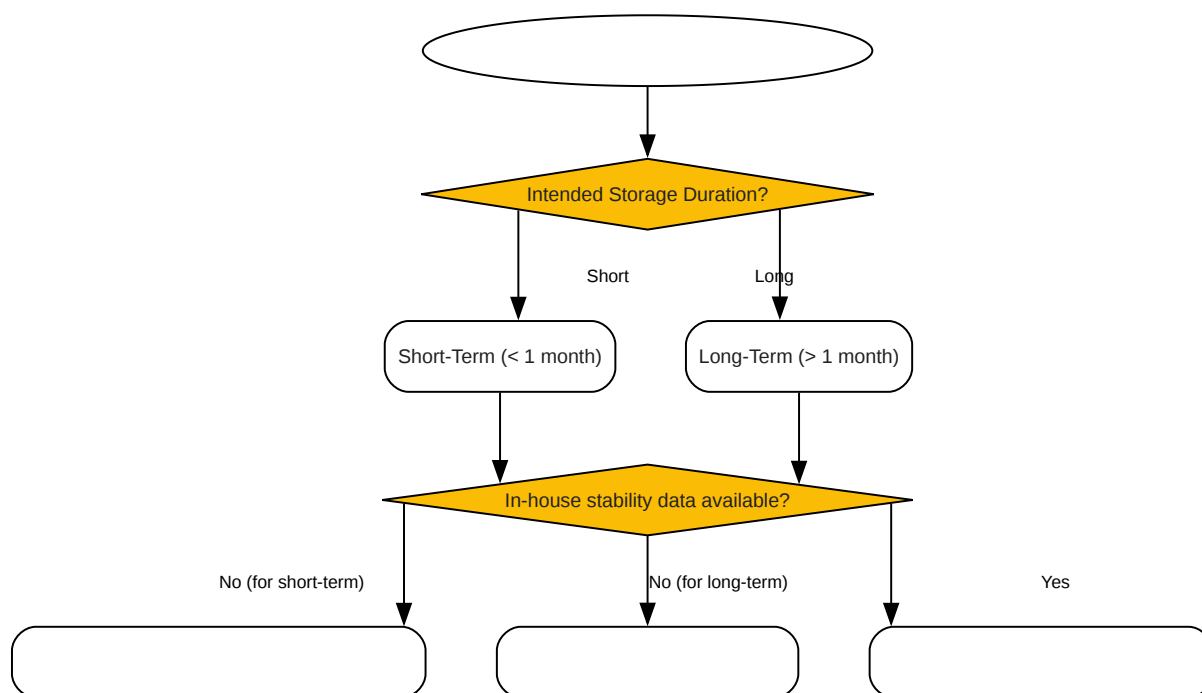 Intended Storage Duration?
Short
Long
Short-Term (< 1 month)
Long-Term (> 1 month)
In-house stability data available?
No (for short-term)
No (for long-term)
Yes